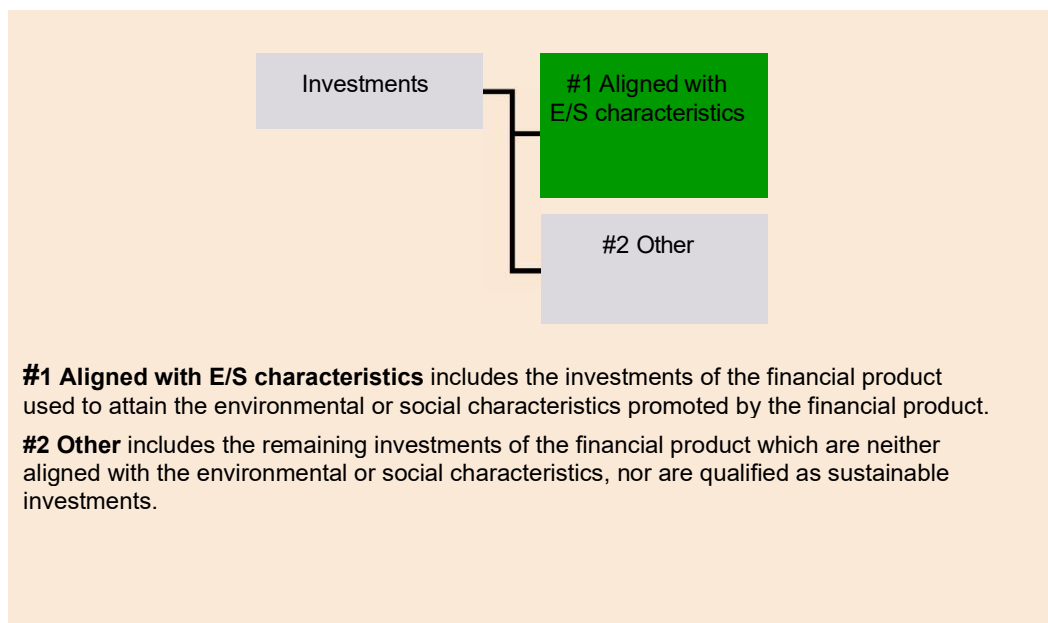 Investments
#1 Aligned with
E/S characteristics
#2 Other
#1 Aligned with E/S characteristics includes the investments of the financial product
used to attain the environmental or social characteristics promoted by the financial product.
#2 Other includes the remaining investments of the financial product which are neither
aligned with the environmental or social characteristics, nor are qualified as sustainable
investments.